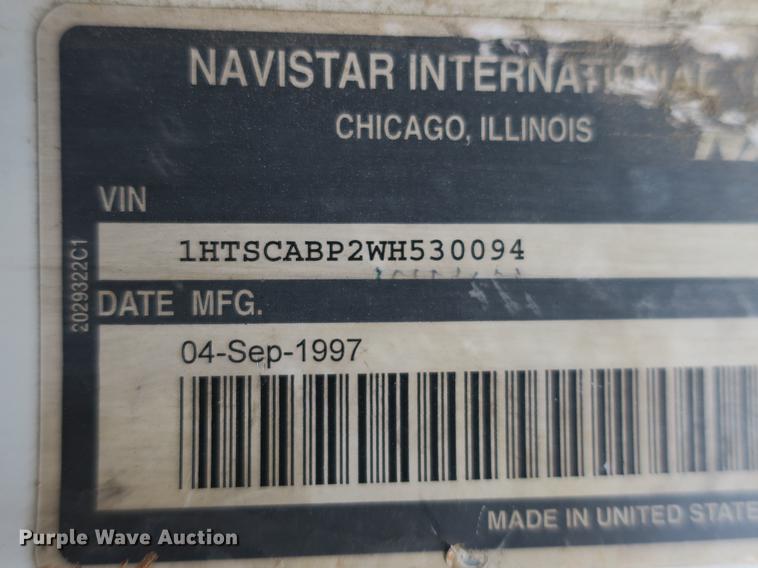 NAVISTAR INTERNATIONAL
CHICAGO, ILLINOIS
VIN
1HTSCABP2WH530094
2029322C1
DATE MFG.
04-Sep-1997
MADE IN UNITED STATE
Purple Wave Auction